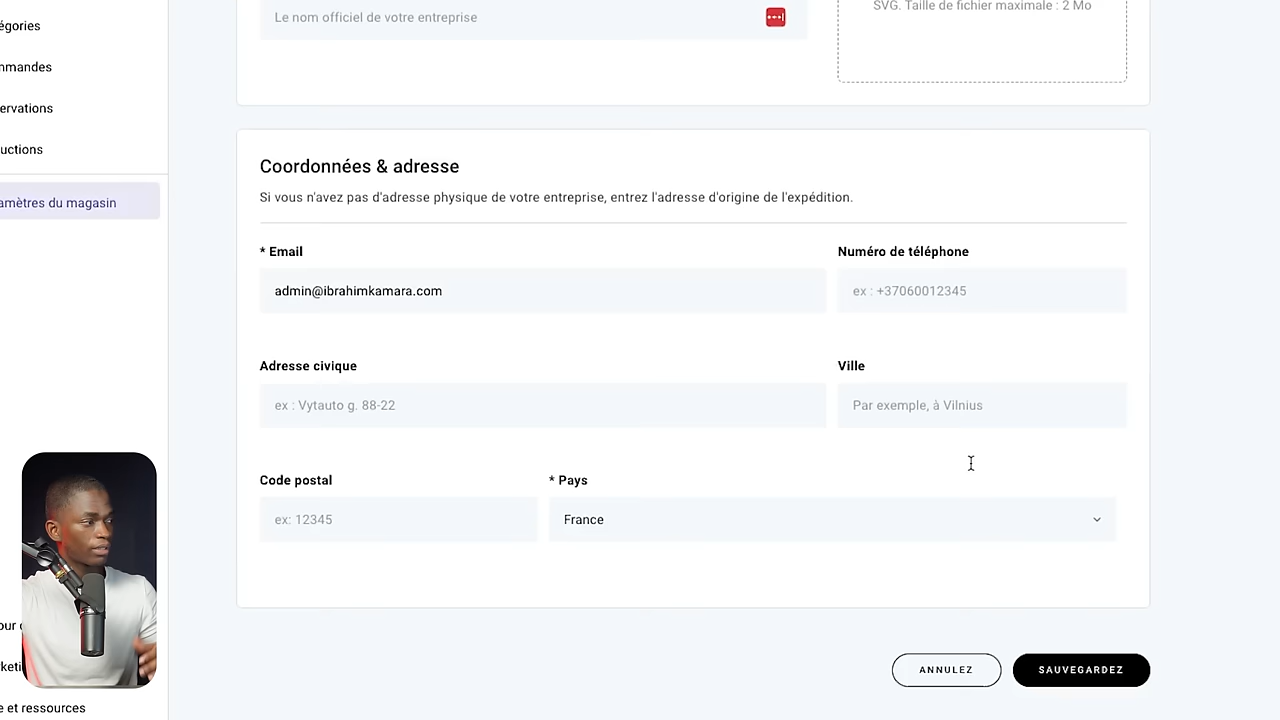 égories
Le nom officiel de votre entreprise
SVG. Taille de fichier maximale : 2 Mo
mmandes
ervations
uctions
amètres du magasin
Coordonnées & adresse
Si vous n'avez pas d'adresse physique de votre entreprise, entrez l'adresse d'origine de l'expédition.
* Email
Numéro de téléphone
admin@ibrahimkamara.com
ex : +37060012345
Adresse civique
Ville
ex : Vytauto g. 88-22
Par exemple, à Vilnius
Code postal
* Pays
ex: 12345
France
our
keti
e et ressources
ANNULEZ
SAUVEGARDEZ